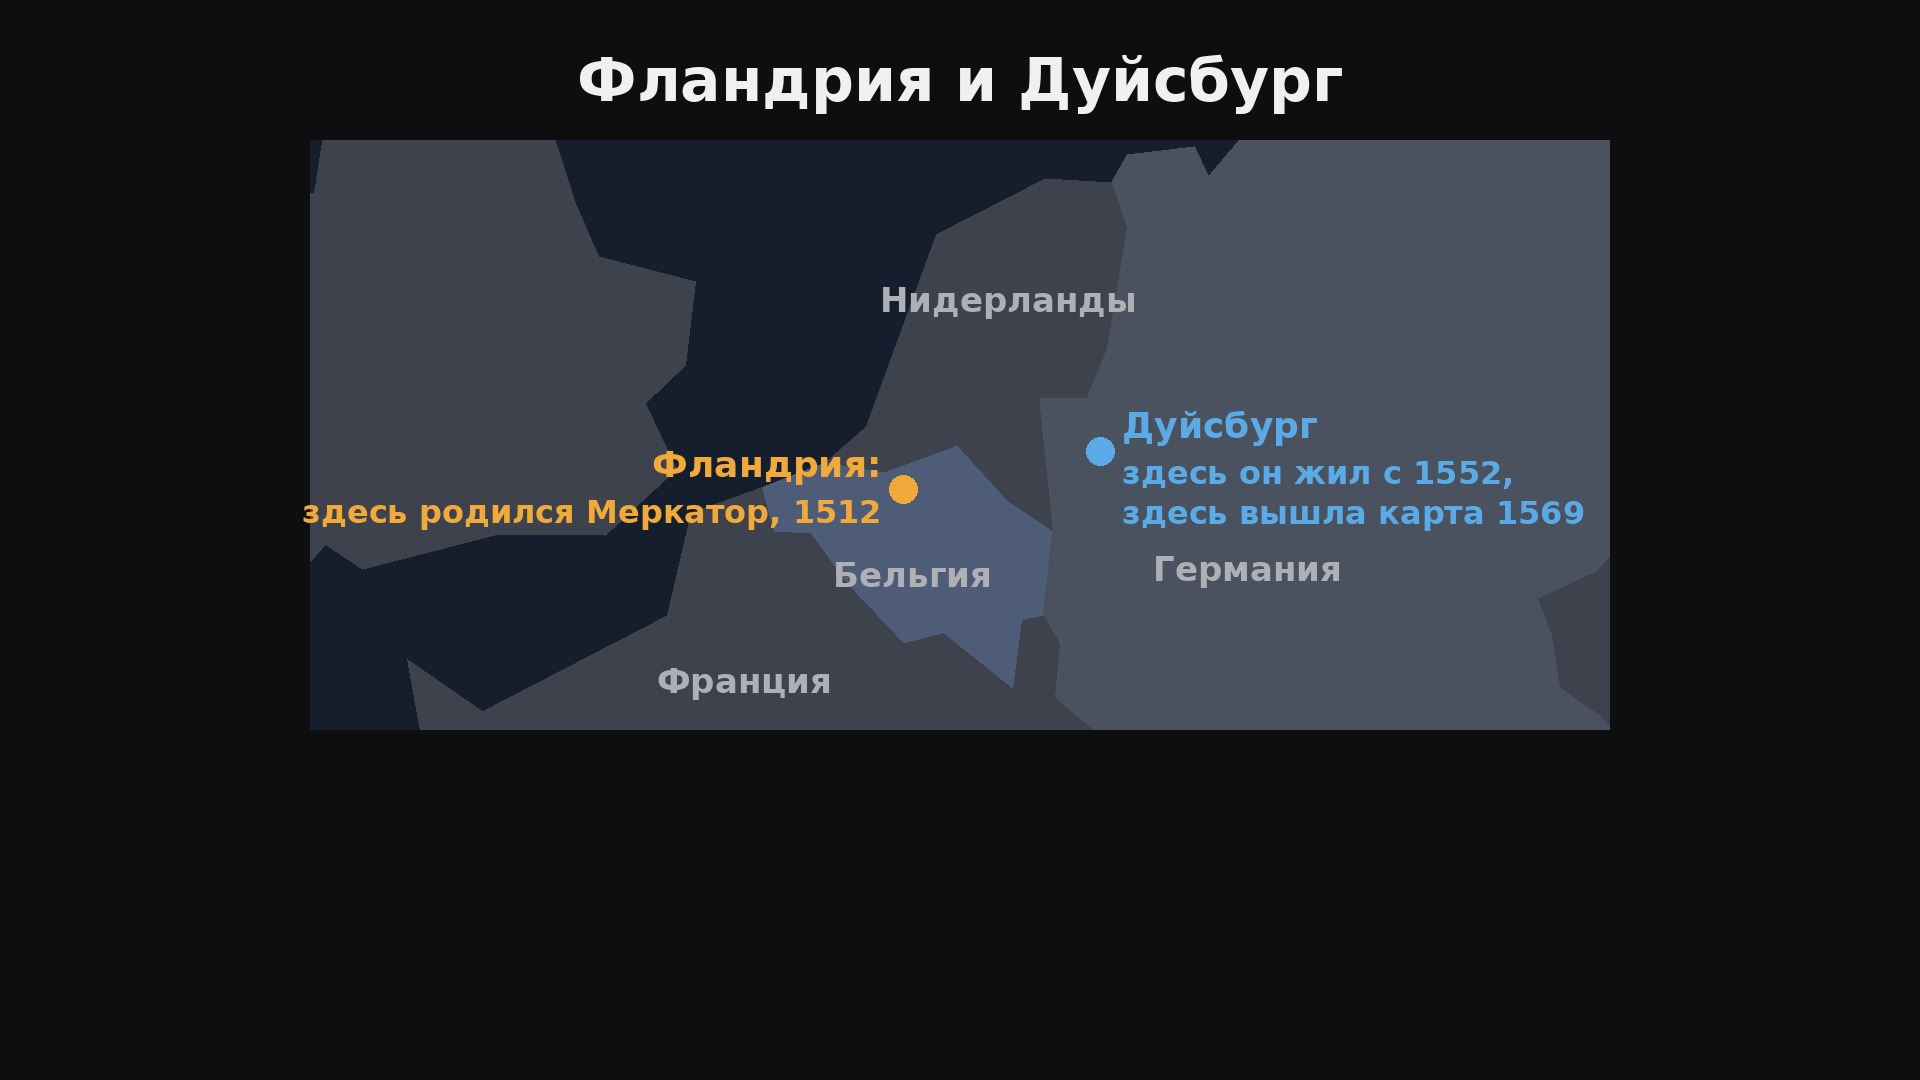 Фландрия и Дуйсбург
Нидерланды
Дуйсбург
Фландрия:
здесь он жил с 1552,
здесь родился Меркатор, 1512
здесь вышла карта 1569
Бельгия
Германия
Франция